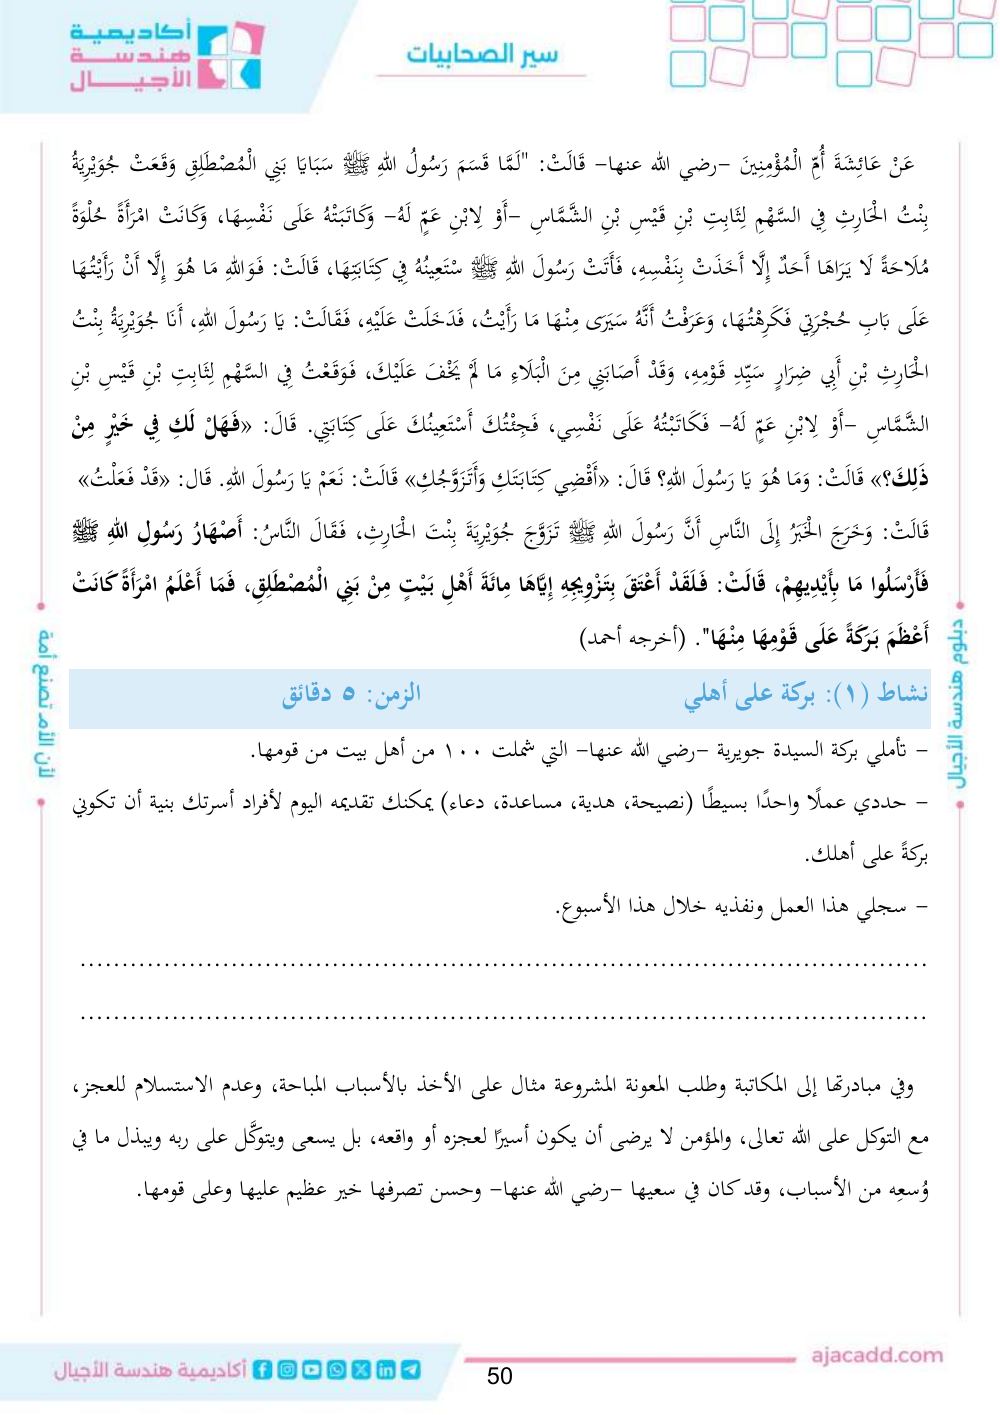 أكاديمية
هندسة
الأجيال
سير الصحابيات
عَنْ عَائِشَةَ أُمِّ الْمُؤْمِنِينَ –رضي الله عنها– قَالَتْ: "لَمَّا قَسَمَ رَسُولُ اللهِ ﷺ سَبَايَا بَنِي الْمُصْطَلِقِ وَقَعَتْ جُوَيْرِيَةُ
بِنْتُ الْحَارِثِ فِي السَّهْمِ لِثَابِتِ بْنِ قَيْسِ بْنِ الشَّمَّاسِ –أَوْ لِابْنِ عَمٍّ لَهُ– وَكَاتَبَتْهُ عَلَى نَفْسِهَا، وَكَانَتْ امْرَأَةً حُلْوَةً
مُلَاحَةً لَا يَرَاهَا أَحَدٌ إِلَّا أَخَذَتْ بِنَفْسِهِ، فَأَتَتْ رَسُولَ اللهِ ﷺ سْتَعِينُهُ فِي كِتَابَتِهَا، قَالَتْ: فَوَاللهِ مَا هُوَ إِلَّا أَنْ رَأَيْتُهَا
عَلَى بَابِ حُجْرَتِي فَكَرِهْتُهَا، وَعَرَفْتُ أَنَّهُ سَيَرَى مِنْهَا مَا رَأَيْتُ، فَدَخَلَتْ عَلَيْهِ، فَقَالَتْ: يَا رَسُولَ اللهِ، أَنَا جُوَيْرِيَةُ بِنْتُ
الْحَارِثِ بْنِ أَبِي ضِرَارٍ سَيِّدِ قَوْمِهِ، وَقَدْ أَصَابَنِي مِنَ الْبَلَاءِ مَا لَمْ يَخْفَ عَلَيْكَ، فَوَقَعْتُ فِي السَّهْمِ لِثَابِتِ بْنِ قَيْسِ بْنِ
الشَّمَّاسِ –أَوْ لِابْنِ عَمٍّ لَهُ– فَكَاتَبْتُهُ عَلَى نَفْسِي، فَجِئْتُكَ أَسْتَعِينُكَ عَلَى كِتَابَتِي. قَالَ: «فَهَلْ لَكِ فِي خَيْرٍ مِنْ
ذَلِكَ؟» قَالَتْ: وَمَا هُوَ يَا رَسُولَ اللهِ؟ قَالَ: «أَقْضِي كِتَابَتَكِ وَأَتَزَوَّجُكِ» قَالَتْ: نَعَمْ يَا رَسُولَ اللهِ. قال: «قَدْ فَعَلْتُ»
قَالَتْ: وَخَرَجَ الْخَبَرُ إِلَى النَّاسِ أَنَّ رَسُولَ اللهِ ﷺ تَزَوَّجَ جُوَيْرِيَةَ بِنْتَ الْحَارِثِ، فَقَالَ النَّاسُ: أَصْهَارُ رَسُولِ اللهِ ﷺ
فَأَرْسَلُوا مَا بِأَيْدِيهِمْ، قَالَتْ: فَلَقَدْ أَعْتَقَ بِتَزْوِيجِهِ إِيَّاهَا مِائَةَ أَهْلِ بَيْتٍ مِنْ بَنِي الْمُصْطَلِقِ، فَمَا أَعْلَمُ امْرَأَةً كَانَتْ
أَعْظَمَ بَرَكَةً عَلَى قَوْمِهَا مِنْهَا". (أخرجه أحمد)
نشاط (١): بركة على أهلي الزمن: ٥ دقائق
– تأملي بركة السيدة جويرية –رضي الله عنها– التي شملت ١٠٠ من أهل بيت من قومها.
– حددي عملًا واحدًا بسيطًا (نصيحة، هدية، مساعدة، دعاء) يمكنك تقديمه اليوم لأفراد أسرتك بنية أن تكوني
بركةً على أهلك.
– سجلي هذا العمل ونفذيه خلال هذا الأسبوع.
................................................................................
................................................................................
وفي مبادرتها إلى المكاتبة وطلب المعونة المشروعة مثال على الأخذ بالأسباب المباحة، وعدم الاستسلام للعجز،
مع التوكل على الله تعالى، والمؤمن لا يرضى أن يكون أسيرًا لعجزه أو واقعه، بل يسعى ويتوكَّل على ربه ويبذل ما في
وُسعِه من الأسباب، وقد كان في سعيها –رضي الله عنها– وحسن تصرفها خير عظيم عليها وعلى قومها.
دبلوم هندسة الأجيال
لأن الأم تصنع أمة
ajacadd.com
50
أكاديمية هندسة الأجيال